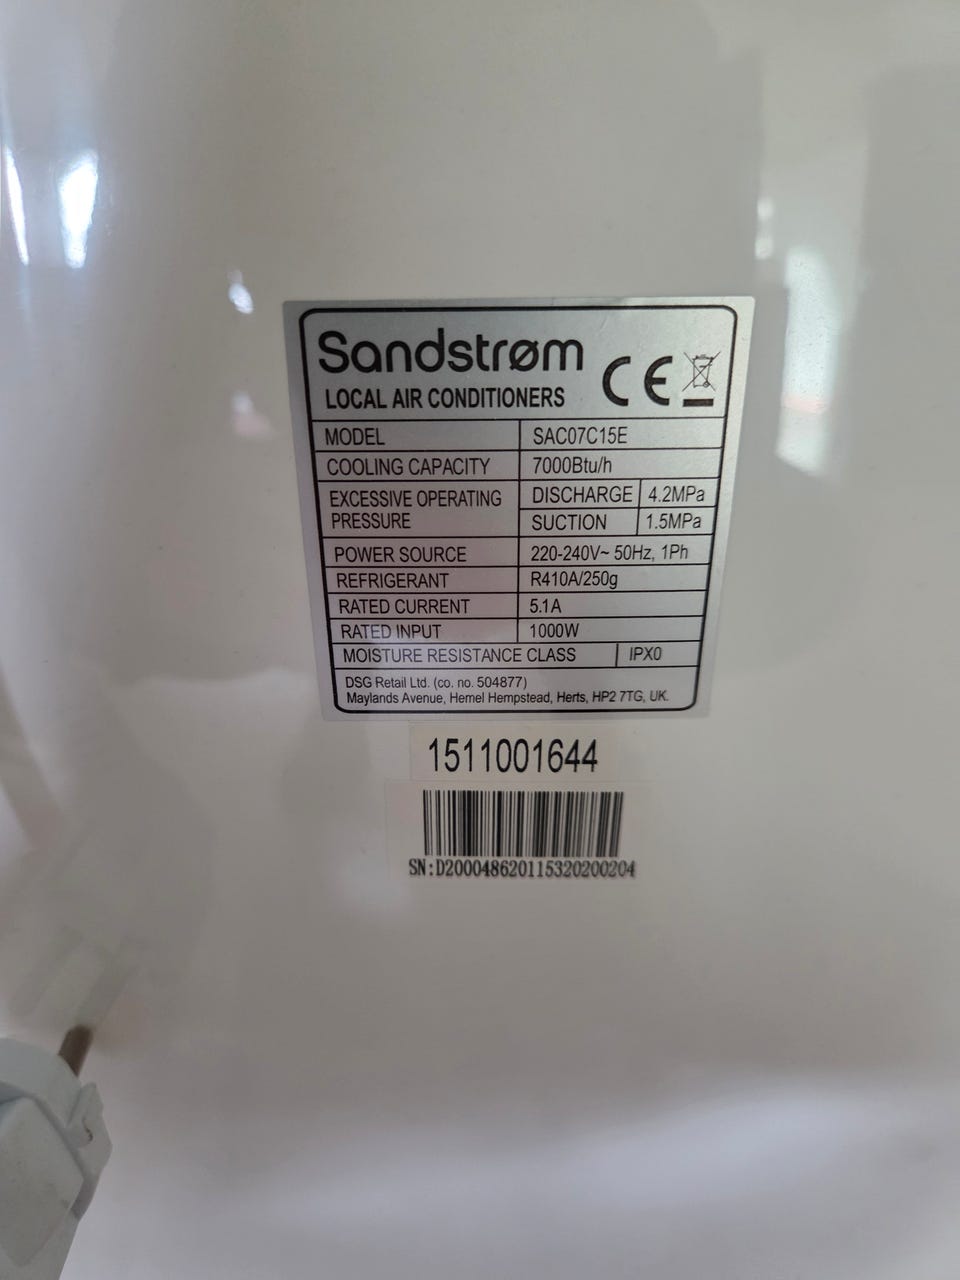 Sandstrøm
CE
LOCAL AIR CONDITIONERS
MODEL SAC07C15E
COOLING CAPACITY 7000Btu/h
EXCESSIVE OPERATING PRESSURE DISCHARGE 4.2MPa
SUCTION 1.5MPa
POWER SOURCE 220-240V~ 50Hz, 1Ph
REFRIGERANT R410A/250g
RATED CURRENT 5.1A
RATED INPUT 1000W
MOISTURE RESISTANCE CLASS IPX0
DSG Retail Ltd. (co. no. 504877)
Maylands Avenue, Hemel Hempstead, Herts, HP2 7TG, UK.
1511001644
SN:D200048620115320200204